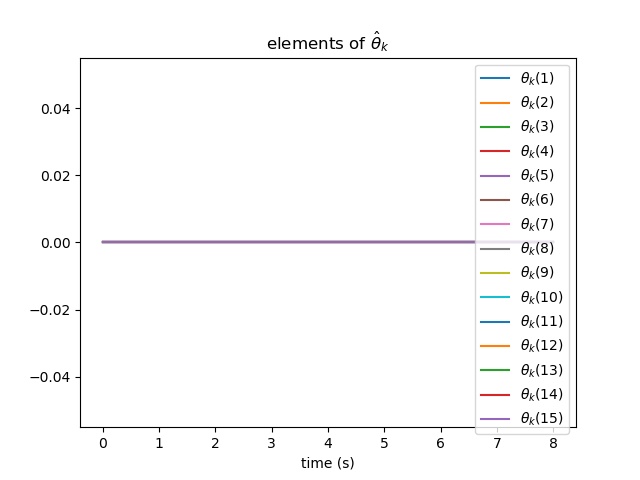 elements of θ̂ₖ
0.04
0.02
0.00
−0.02
−0.04
0 1 2 3 4 5 6 7 8
time (s)
θₖ(1)
θₖ(2)
θₖ(3)
θₖ(4)
θₖ(5)
θₖ(6)
θₖ(7)
θₖ(8)
θₖ(9)
θₖ(10)
θₖ(11)
θₖ(12)
θₖ(13)
θₖ(14)
θₖ(15)